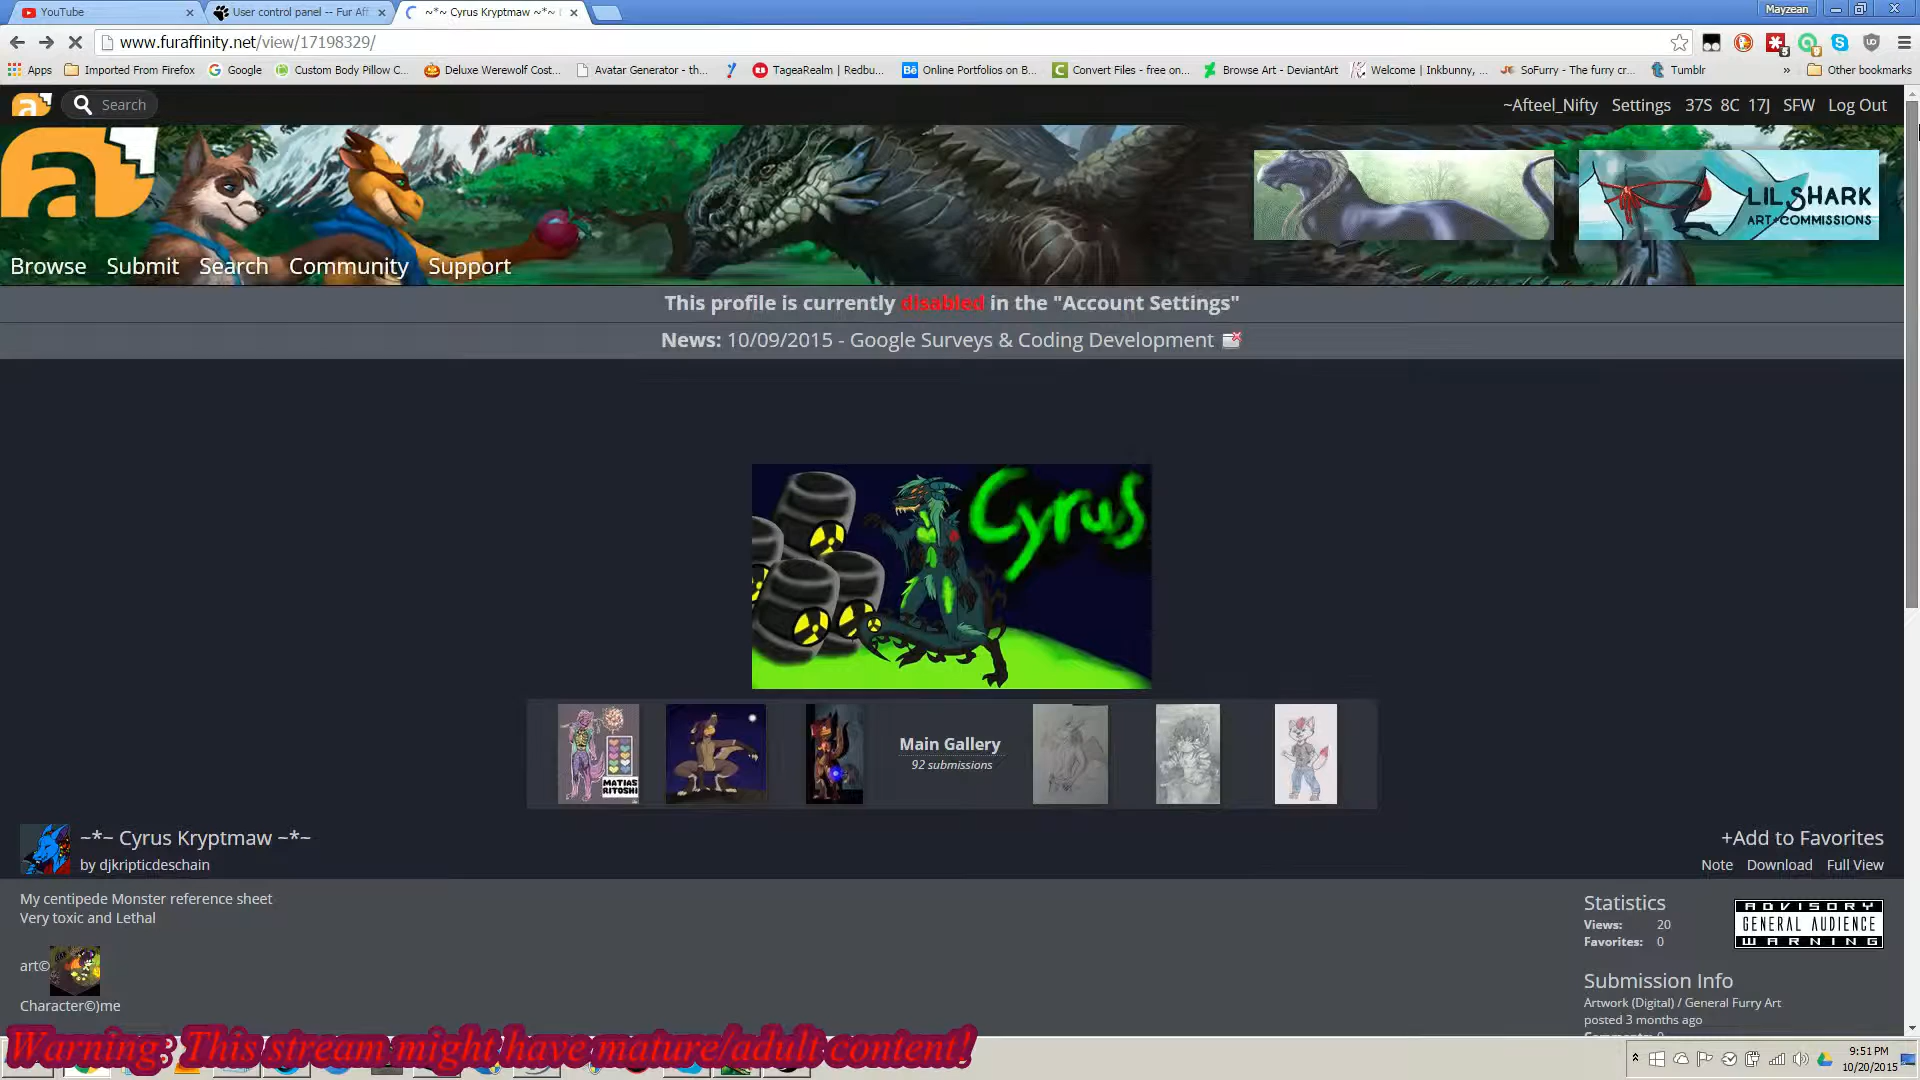 YouTube
User control panel -- Fur Aff
~*~ Cyrus Kryptmaw ~*~
Mayzean
www.furaffinity.net/view/17198329/
Apps
Imported From Firefox
Google
Custom Body Pillow C...
Deluxe Werewolf Cost...
Avatar Generator - th...
TageaRealm | Redbu...
Online Portfolios on B...
Convert Files - free on...
Browse Art - DeviantArt
Welcome | Inkbunny, ...
SoFurry - The furry cr...
Tumblr
»
Other bookmarks
Search
~Afteel_Nifty
Settings
37S 8C 17J
SFW
Log Out
LIL SHARK
ART+COMMISSIONS
Browse
Submit
Search
Community
Support
This profile is currently disabled in the "Account Settings"
News: 10/09/2015 - Google Surveys & Coding Development
Cyrus
MATIAS
RITOSHI
Main Gallery
92 submissions
~*~ Cyrus Kryptmaw ~*~
by djkripticdeschain
+Add to Favorites
Note
Download
Full View
My centipede Monster reference sheet
Very toxic and Lethal
art©
Character©)me
Statistics
Views: 20
Favorites: 0
ADVISORY
GENERAL AUDIENCE
WARNING
Submission Info
Artwork (Digital) / General Furry Art
posted 3 months ago
Warning: This stream might have mature/adult content!
9:51 PM
10/20/2015